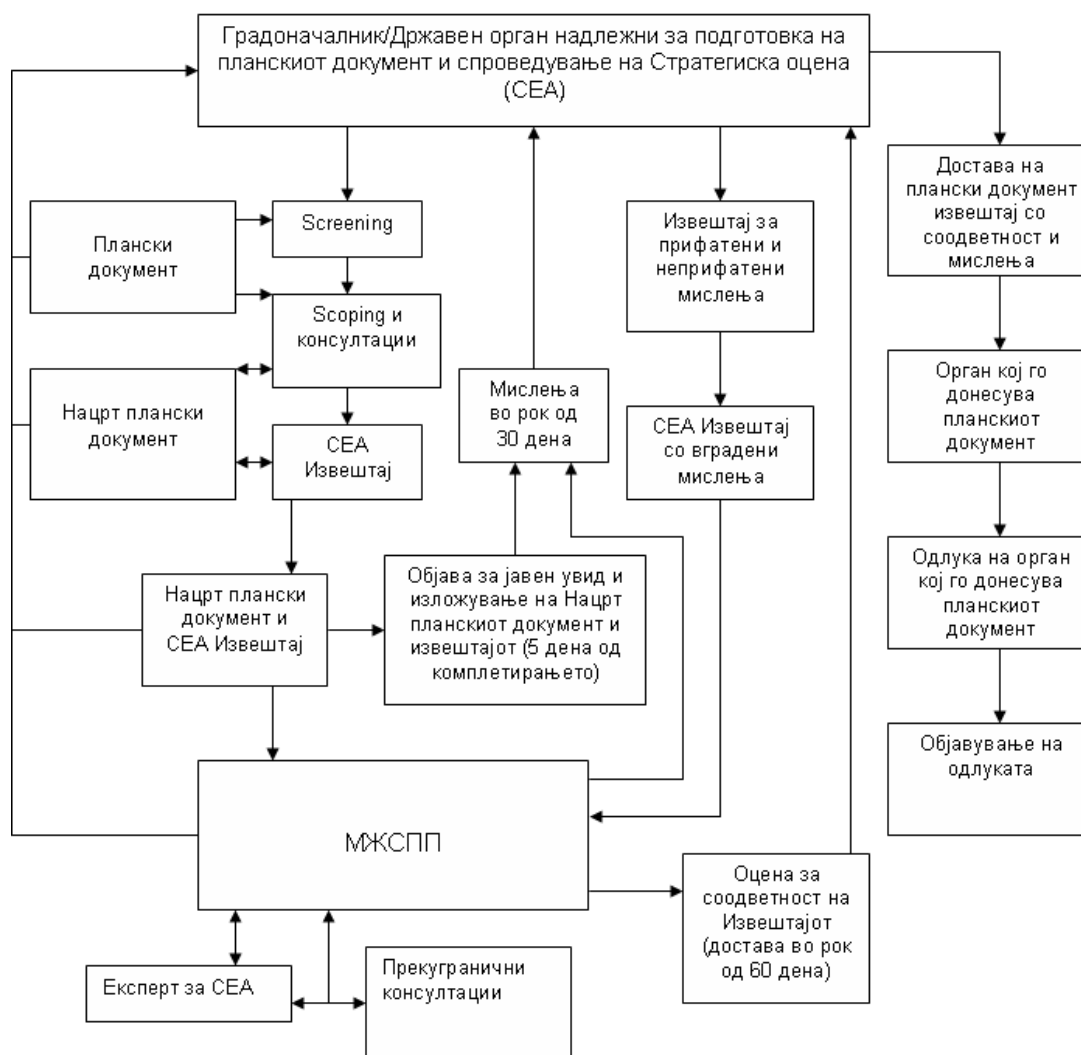 Градоначалник/Државен орган надлежни за подготовка на
планскиот документ и спроведување на Стратегиска оцена
(СЕА)
Плански
документ
Screening
Scoping и
консултации
Нацрт плански
документ
СЕА
Извештај
Нацрт плански
документ и
СЕА Извештај
Објава за јавен увид и
изложување на Нацрт
планскиот документ и
извештајот (5 дена од
комплетирањето)
Мислења
во рок од
30 дена
Извештај за
прифатени и
неприфатени
мислења
СЕА Извештај
со вградени
мислења
Достава на
плански документ
извештај со
соодветност и
мислења
Орган кој го
донесува
планскиот
документ
Одлука на орган
кој го донесува
планскиот
документ
Објавување на
одлуката
МЖСПП
Оцена за
соодветност на
Извештајот
(достава во рок
од 60 дена)
Експерт за СЕА
Прекугранични
консултации